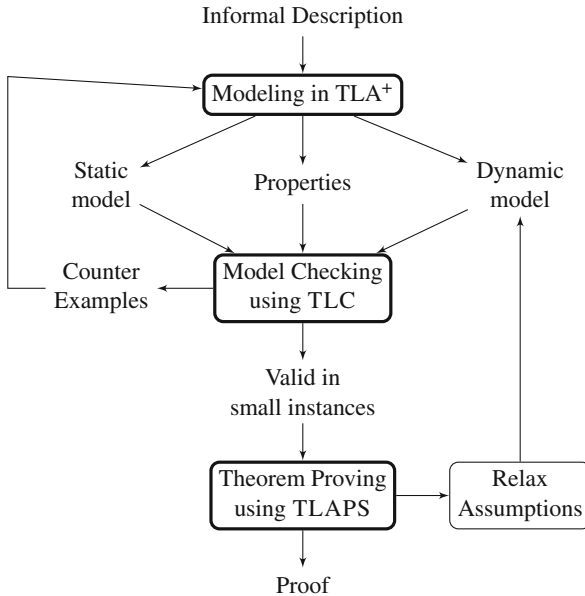 Informal Description
Modeling in TLA⁺
Static
model
Properties
Dynamic
model
Counter
Examples
Model Checking
using TLC
Valid in
small instances
Theorem Proving
using TLAPS
Relax
Assumptions
Proof